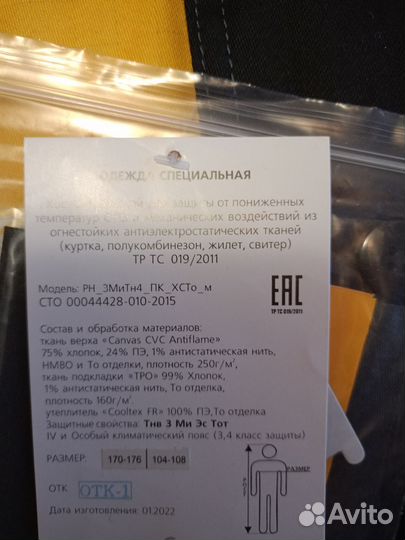 ОДЕЖДА СПЕЦИАЛЬНАЯ
защиты от пониженных
температур и механических воздействий из
огнестойких антиэлектростатических тканей
(куртка, полукомбинезон, жилет, свитер)
ТР ТС 019/2011
Модель: РН_3МиТн4_ПК_ХСТо_м
СТО 00044428-010-2015
ЕАС
ТР ТС 019/2011
Состав и обработка материалов:
ткань верха «Canvas CVC Antiflame»
75% хлопок, 24% ПЭ, 1% антистатическая нить,
НМВО и То отделки, плотность 250г/м²,
ткань подкладки «ТРО» 99% Хлопок,
1% антистатическая нить, То отделка,
плотность 160г/м².
утеплитель «Cooltex FR» 100% ПЭ,То отделка
Защитные свойства: Тнв З Ми Эс Тот
IV и Особый климатический пояс (3,4 класс защиты)
РАЗМЕР: 170-176 104-108
РАЗМЕР
РОСТ
ОТК ОТК-1
Дата изготовления: 01.2022
Avito